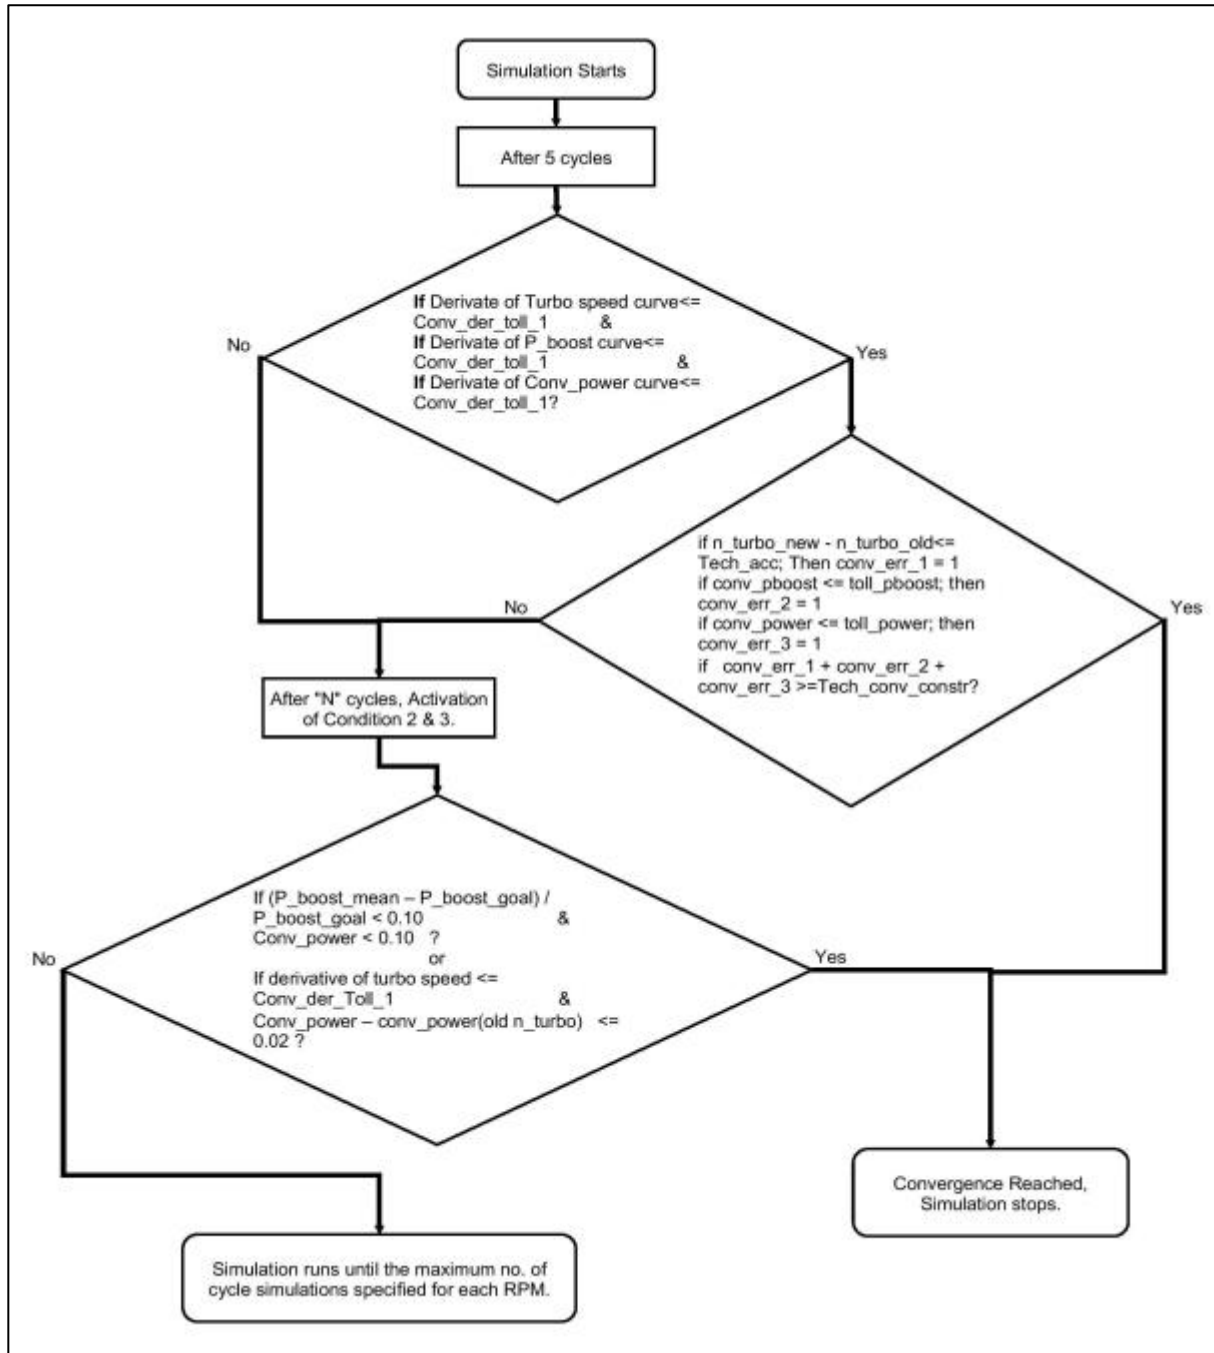 Simulation Starts
After 5 cycles
If Derivate of Turbo speed curve<=
Conv_der_toll_1 &
If Derivate of P_boost curve<=
Conv_der_toll_1 &
If Derivate of Conv_power curve<=
Conv_der_toll_1?
No
Yes
if n_turbo_new - n_turbo_old<=
Tech_acc; Then conv_err_1 = 1
if conv_pboost <= toll_pboost; then
conv_err_2 = 1
if conv_power <= toll_power; then
conv_err_3 = 1
if conv_err_1 + conv_err_2 +
conv_err_3 >=Tech_conv_constr?
No
Yes
After "N" cycles, Activation
of Condition 2 & 3.
If (P_boost_mean – P_boost_goal) /
P_boost_goal < 0.10 &
Conv_power < 0.10 ?
or
If derivative of turbo speed <=
Conv_der_Toll_1 &
Conv_power – conv_power(old n_turbo) <=
0.02 ?
No
Yes
Convergence Reached,
Simulation stops.
Simulation runs until the maximum no. of
cycle simulations specified for each RPM.